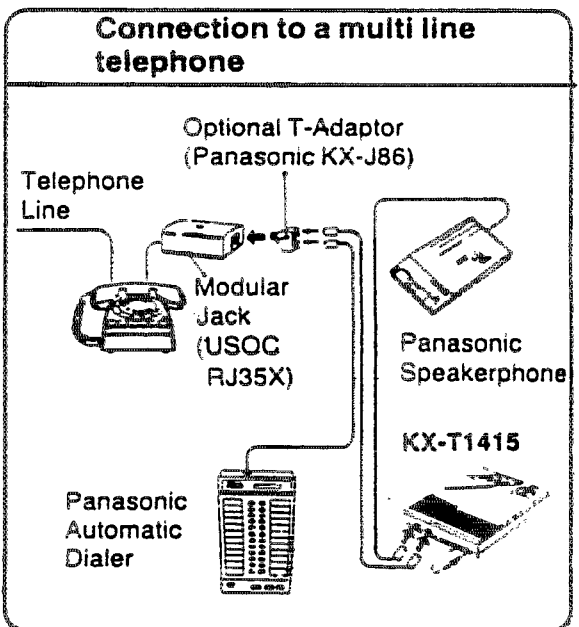 Connection to a multi line
telephone
Optional T-Adaptor
(Panasonic KX-J86)
Telephone
Line
Modular
Jack
(USOC
RJ35X)
Panasonic
Speakerphone
KX-T1415
Panasonic
Automatic
Dialer